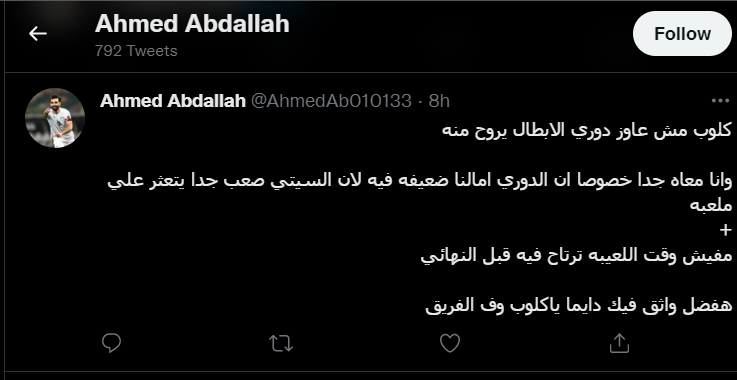 Ahmed Abdallah
792 Tweets
Follow
Ahmed Abdallah @AhmedAb010133 · 8h
كلوب مش عاوز دوري الابطال يروح منه
وانا معاه جدا خصوصا ان الدوري امالنا ضعيفه فيه لان السيتي صعب جدا يتعثر علي
ملعبه
+
مفيش وقت اللعيبه ترتاح فيه قبل النهائي
هفضل واثق فيك دايما ياكلوب وف الفريق